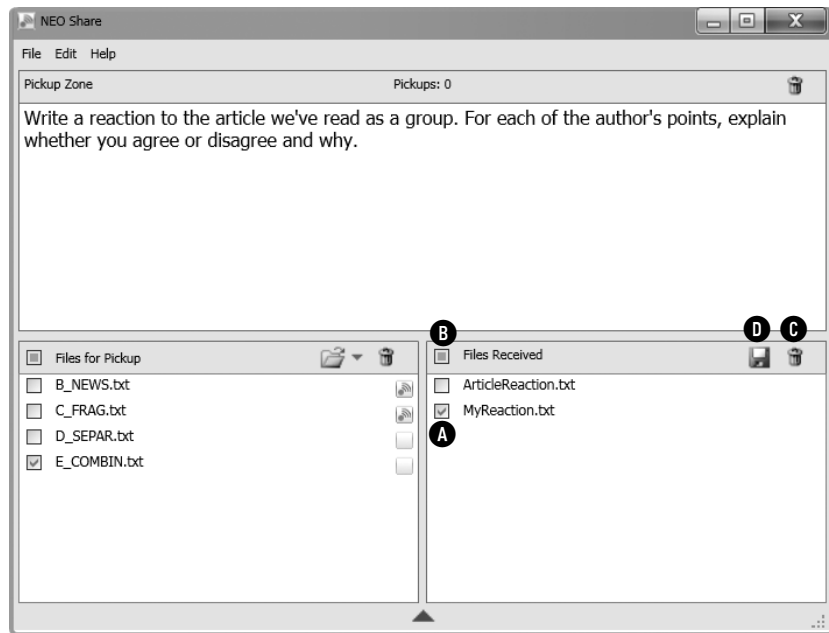 NEO Share
File Edit Help
Pickup Zone Pickups: 0
Write a reaction to the article we've read as a group. For each of the author's points, explain
whether you agree or disagree and why.
B D C
Files for Pickup
B_NEWS.txt
C_FRAG.txt
D_SEPAR.txt
E_COMBIN.txt
Files Received
ArticleReaction.txt
MyReaction.txt
A